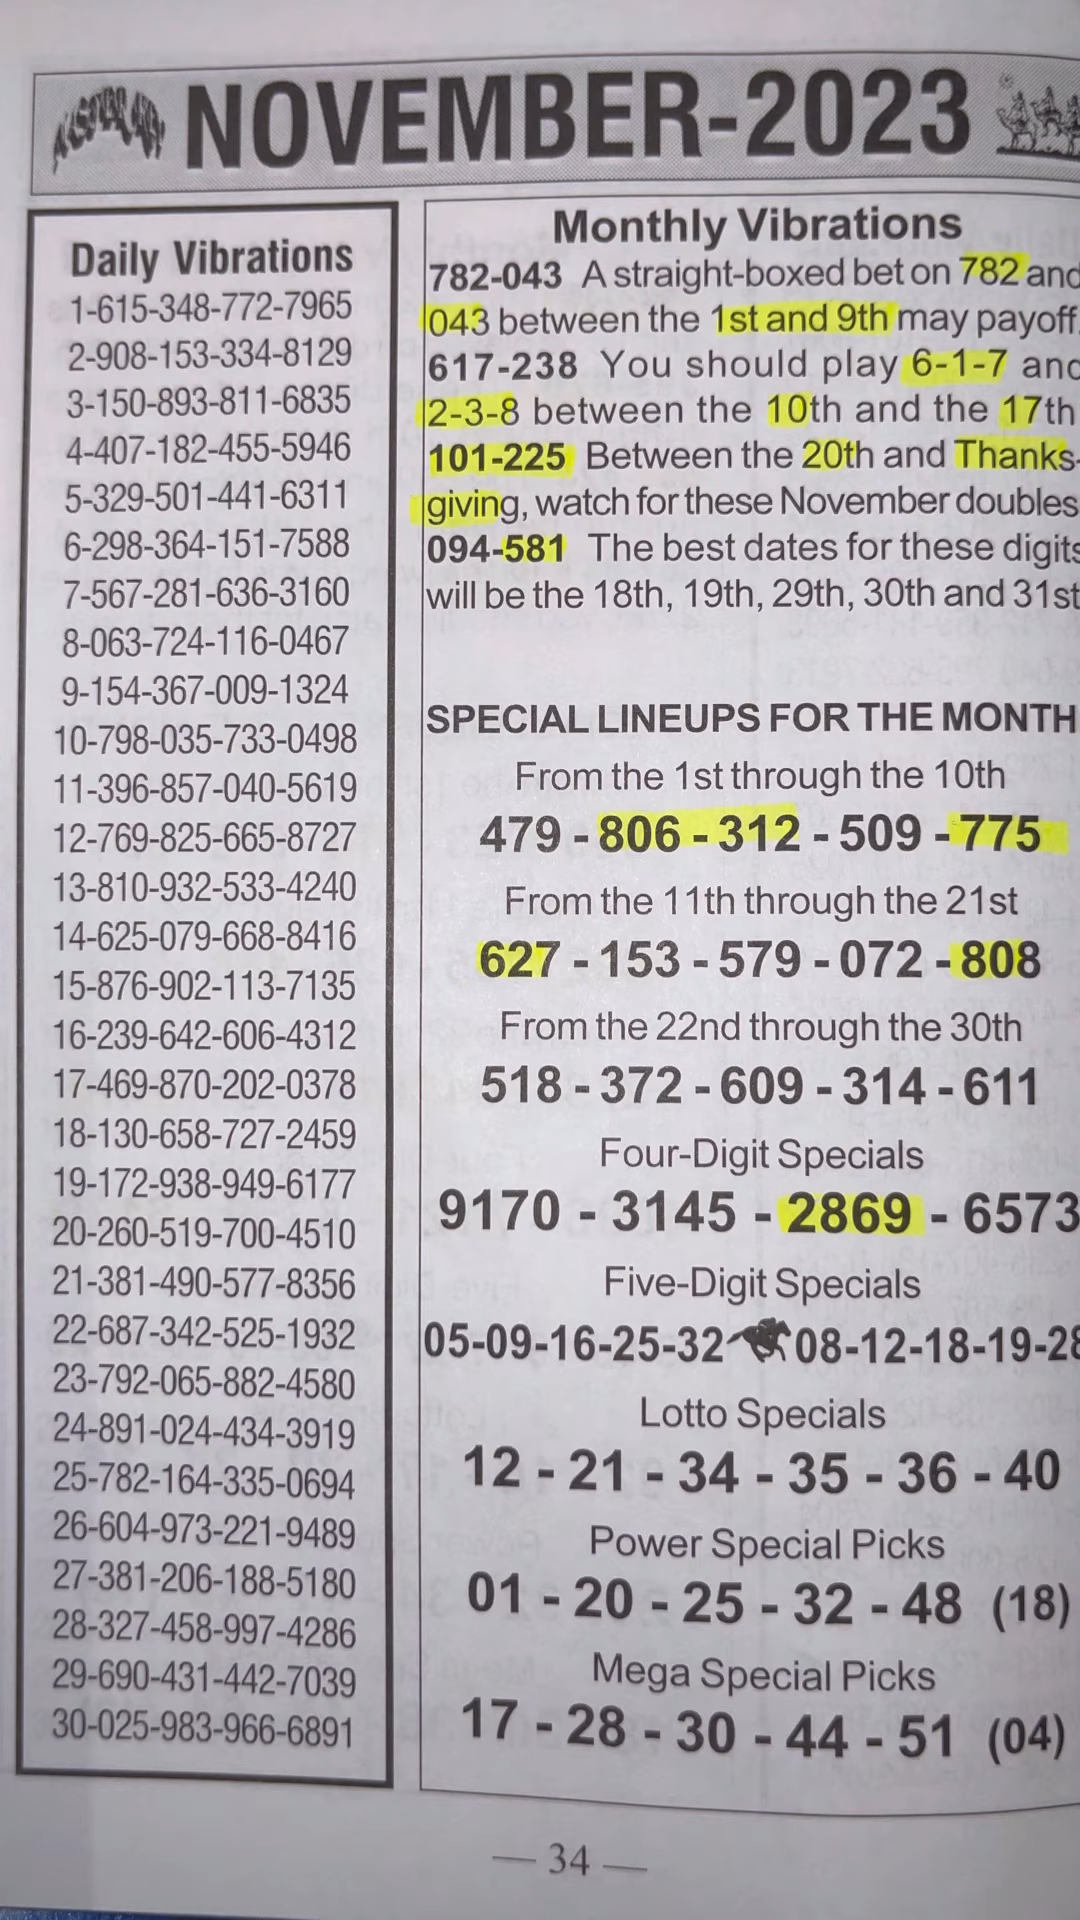 NOVEMBER-2023
Daily Vibrations
1-615-348-772-7965
2-908-153-334-8129
3-150-893-811-6835
4-407-182-455-5946
5-329-501-441-6311
6-298-364-151-7588
7-567-281-636-3160
8-063-724-116-0467
9-154-367-009-1324
10-798-035-733-0498
11-396-857-040-5619
12-769-825-665-8727
13-810-932-533-4240
14-625-079-668-8416
15-876-902-113-7135
16-239-642-606-4312
17-469-870-202-0378
18-130-658-727-2459
19-172-938-949-6177
20-260-519-700-4510
21-381-490-577-8356
22-687-342-525-1932
23-792-065-882-4580
24-891-024-434-3919
25-782-164-335-0694
26-604-973-221-9489
27-381-206-188-5180
28-327-458-997-4286
29-690-431-442-7039
30-025-983-966-6891
Monthly Vibrations
782-043 A straight-boxed bet on 782 and
043 between the 1st and 9th may payoff.
617-238 You should play 6-1-7 and
2-3-8 between the 10th and the 17th
101-225 Between the 20th and Thanks-
giving, watch for these November doubles
094-581 The best dates for these digits
will be the 18th, 19th, 29th, 30th and 31st
SPECIAL LINEUPS FOR THE MONTH
From the 1st through the 10th
479 - 806 - 312 - 509 - 775
From the 11th through the 21st
627 - 153 - 579 - 072 - 808
From the 22nd through the 30th
518 - 372 - 609 - 314 - 611
Four-Digit Specials
9170 - 3145 - 2869 - 6573
Five-Digit Specials
05-09-16-25-32 08-12-18-19-28
Lotto Specials
12 - 21 - 34 - 35 - 36 - 40
Power Special Picks
01 - 20 - 25 - 32 - 48 (18)
Mega Special Picks
17 - 28 - 30 - 44 - 51 (04)
— 34 —